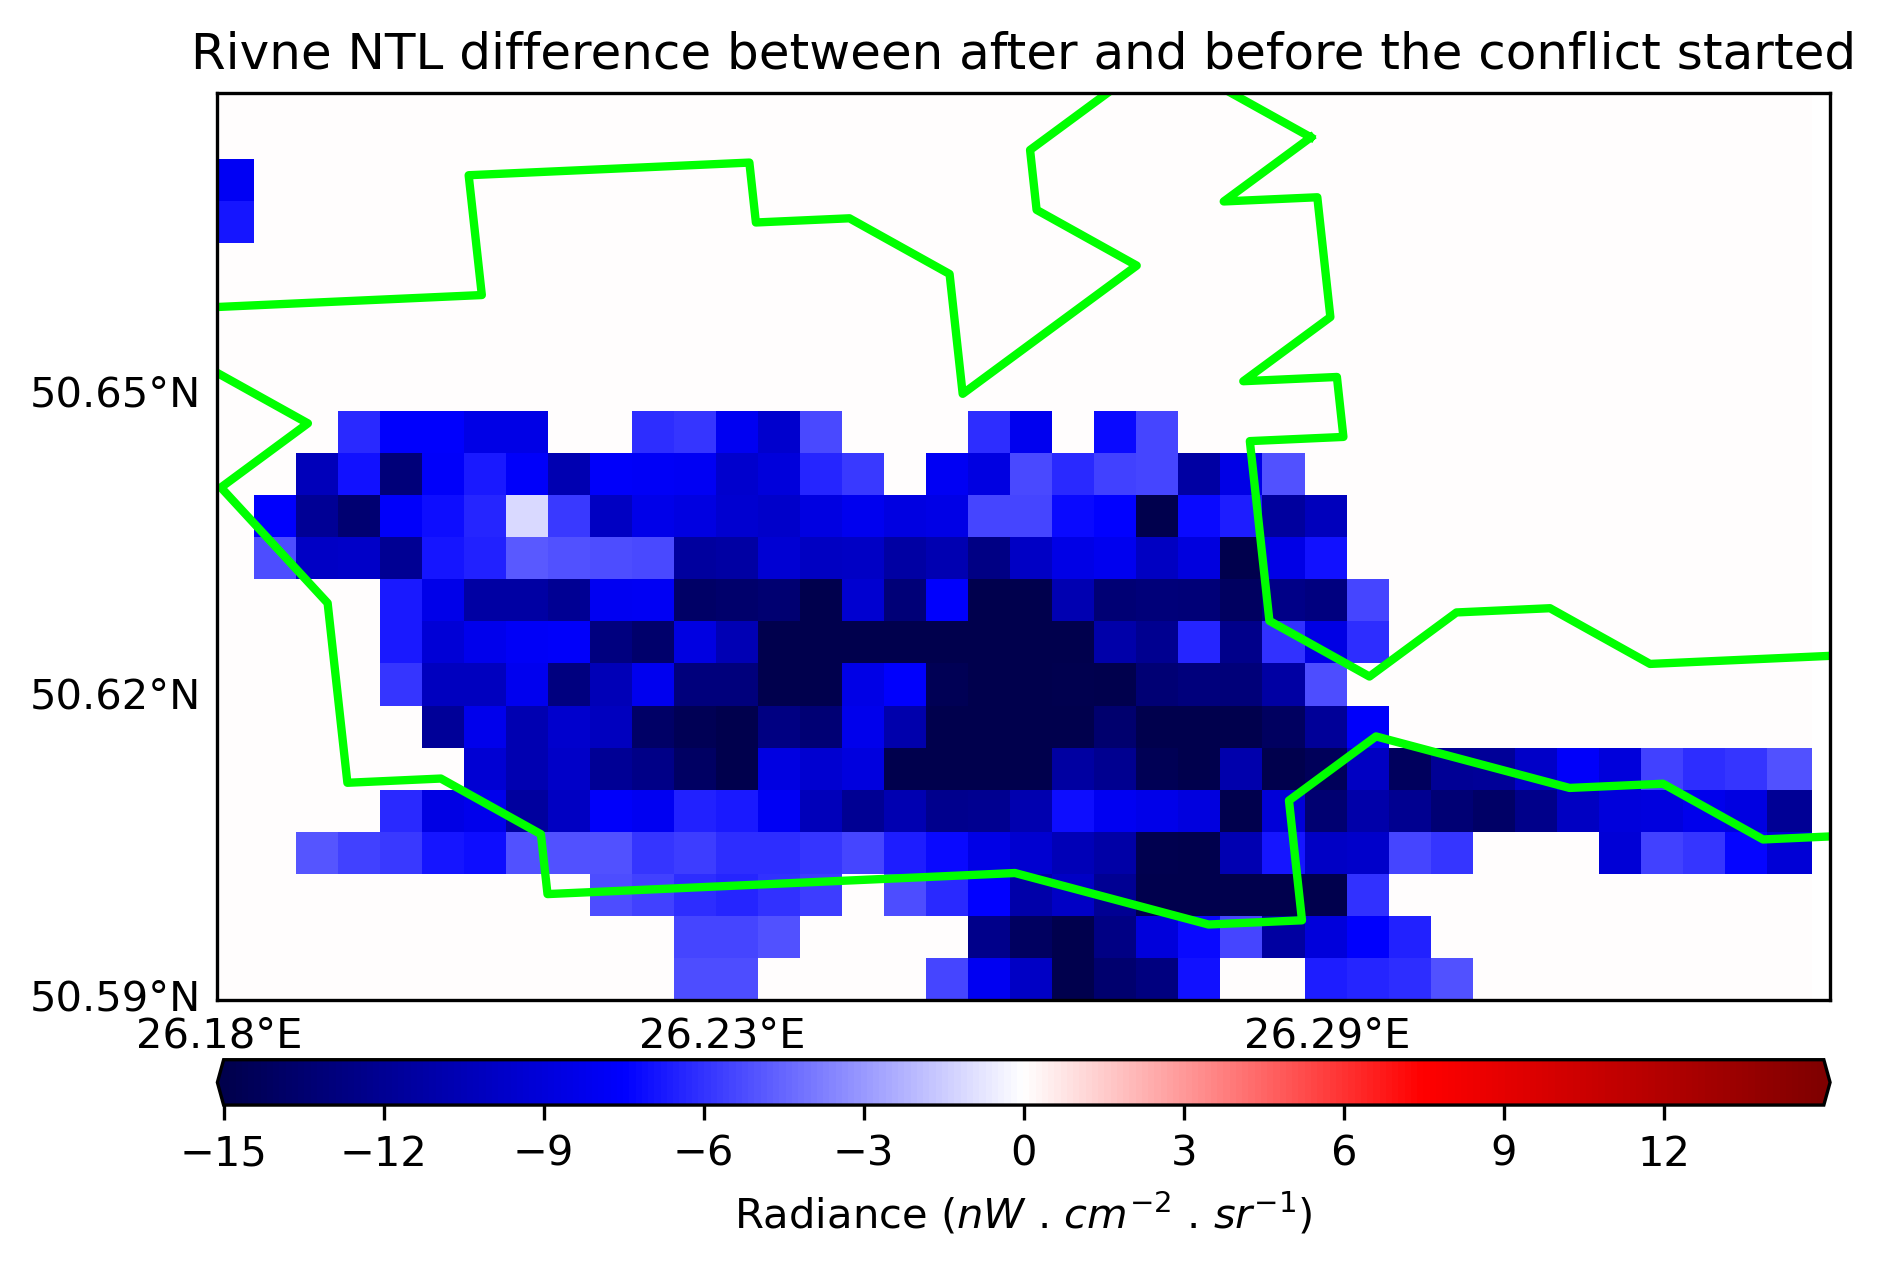 Rivne NTL difference between after and before the conflict started
50.65°N
50.62°N
50.59°N
26.18°E 26.23°E 26.29°E
−15 −12 −9 −6 −3 0 3 6 9 12
Radiance (nW . cm⁻² . sr⁻¹)